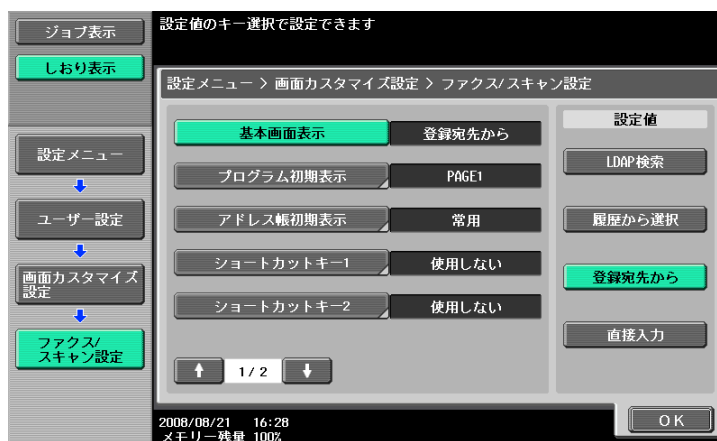 ジョブ表示
しおり表示
設定メニュー
ユーザー設定
画面カスタマイズ
設定
ファクス/
スキャン設定
設定値のキー選択で設定できます
設定メニュー > 画面カスタマイズ設定 > ファクス/スキャン設定
基本画面表示 登録宛先から
プログラム初期表示 PAGE1
アドレス帳初期表示 常用
ショートカットキー1 使用しない
ショートカットキー2 使用しない
↑ 1/2 ↓
設定値
LDAP検索
履歴から選択
登録宛先から
直接入力
2008/08/21 16:28
メモリー残量 100%
OK